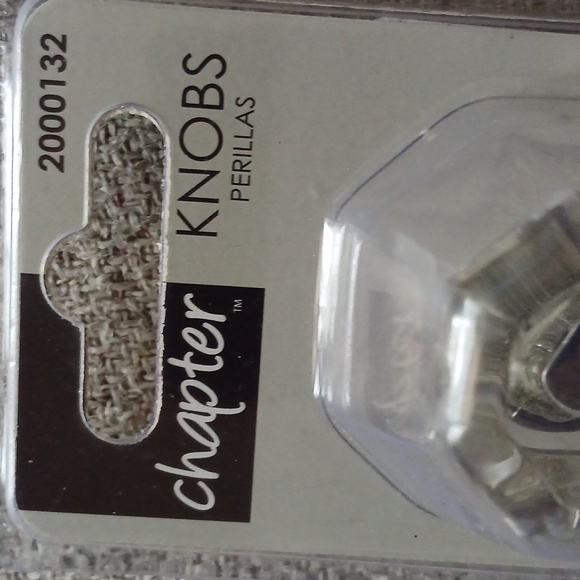 2000132
KNOBS
PERILLAS
chapter™